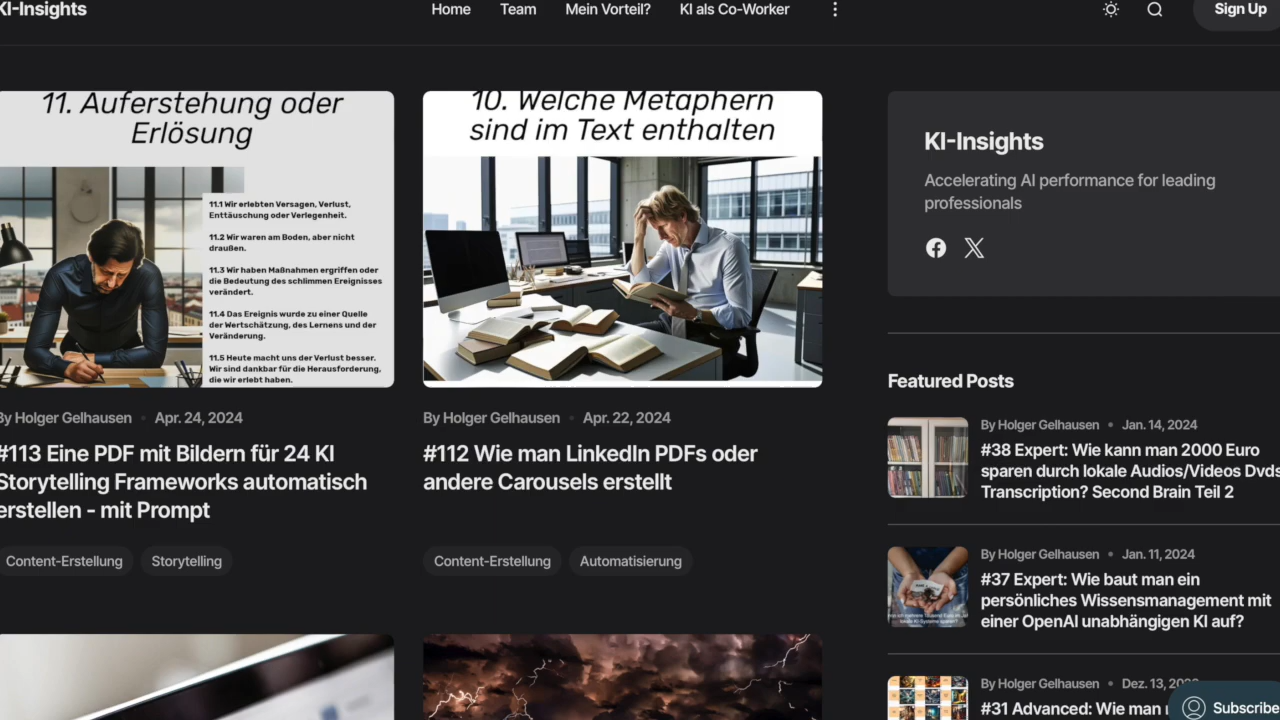 KI-Insights
Home Team Mein Vorteil? KI als Co-Worker
Sign Up
11. Auferstehung oder
Erlösung
11.1 Wir erlebten Versagen, Verlust,
Enttäuschung oder Verlegenheit.
11.2 Wir waren am Boden, aber nicht
draußen.
11.3 Wir haben Maßnahmen ergriffen oder
die Bedeutung des schlimmen Ereignisses
verändert.
11.4 Das Ereignis wurde zu einer Quelle
der Wertschätzung, des Lernens und der
Veränderung.
11.5 Heute macht uns der Verlust besser.
Wir sind dankbar für die Herausforderung,
die wir erlebt haben.
By Holger Gelhausen • Apr. 24, 2024
#113 Eine PDF mit Bildern für 24 KI
Storytelling Frameworks automatisch
erstellen - mit Prompt
Content-Erstellung Storytelling
10. Welche Metaphern
sind im Text enthalten
By Holger Gelhausen • Apr. 22, 2024
#112 Wie man LinkedIn PDFs oder
andere Carousels erstellt
Content-Erstellung Automatisierung
KI-Insights
Accelerating AI performance for leading
professionals
Featured Posts
By Holger Gelhausen • Jan. 14, 2024
#38 Expert: Wie kann man 2000 Euro
sparen durch lokale Audios/Videos Dvds
Transcription? Second Brain Teil 2
By Holger Gelhausen • Jan. 11, 2024
#37 Expert: Wie baut man ein
persönliches Wissensmanagement mit
einer OpenAI unabhängigen KI auf?
By Holger Gelhausen • Dez. 13,
#31 Advanced: Wie man
Subscribe